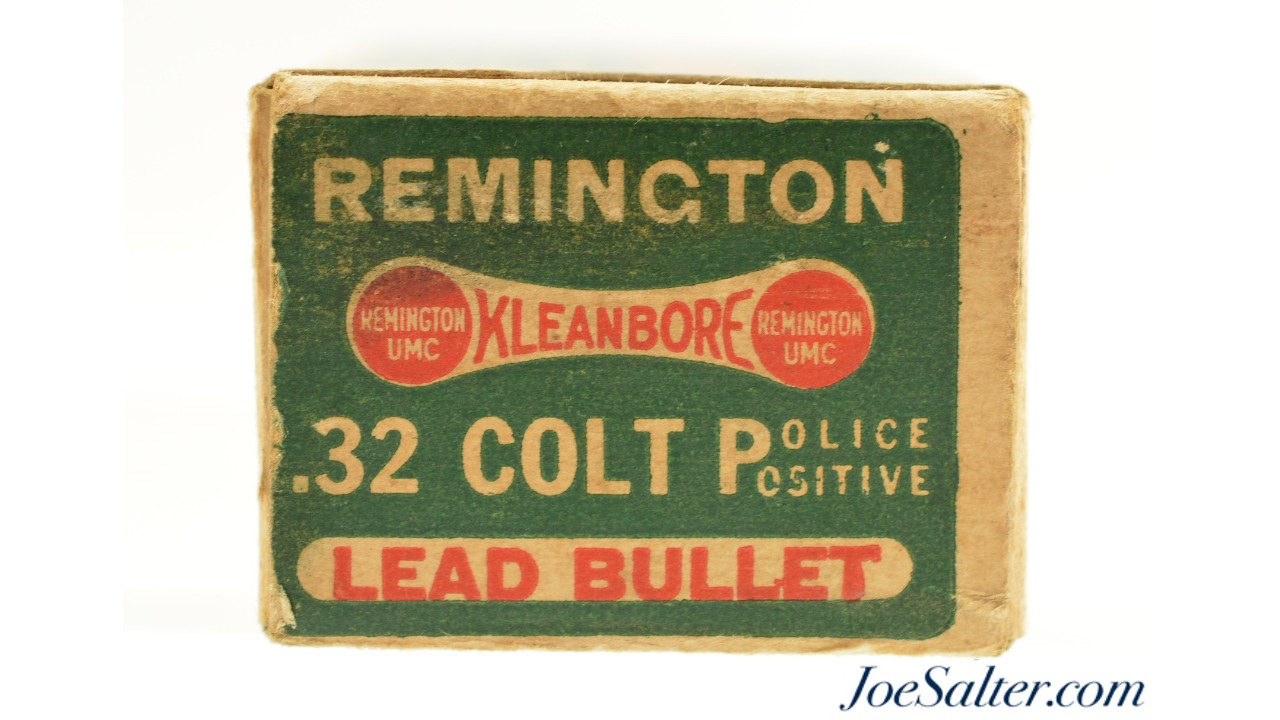 REMINGTON
REMINGTON UMC KLEANBORE REMINGTON UMC
.32 COLT POLICE POSITIVE
LEAD BULLET
JoeSalter.com